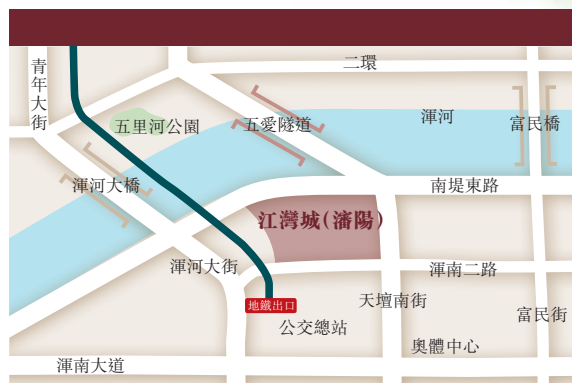 二環
青年大街
五里河公園
五愛隧道
渾河
富民橋
渾河大橋
南堤東路
江灣城(瀋陽)
渾河大街
渾南二路
地鐵出口
天壇南街
富民街
公交總站
奧體中心
渾南大道